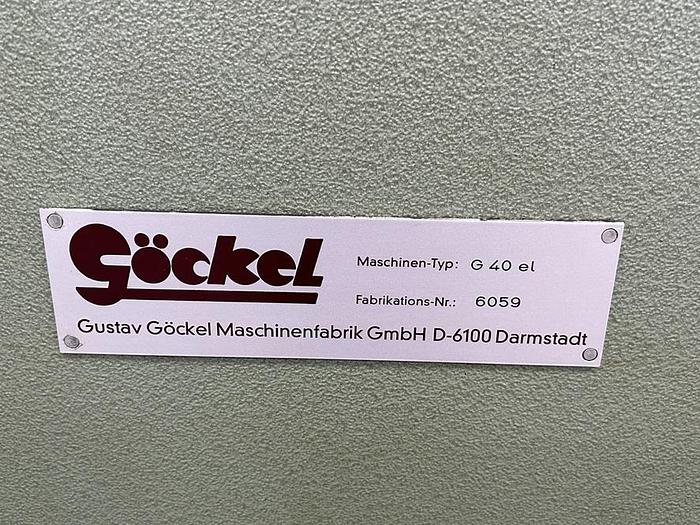 Göckel
Maschinen-Typ: G 40 el
Fabrikations-Nr.: 6059
Gustav Göckel Maschinenfabrik GmbH D-6100 Darmstadt